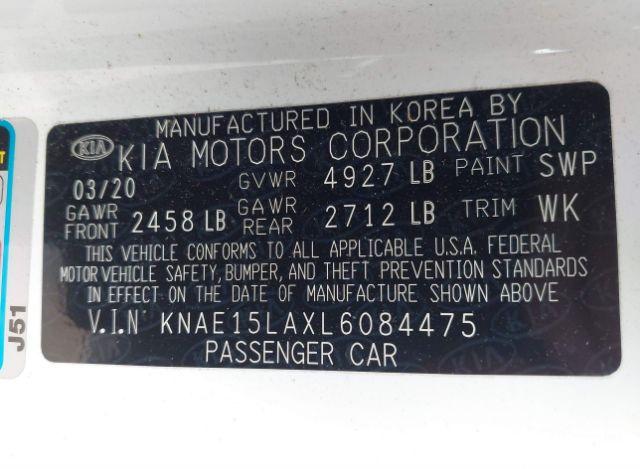 MANUFACTURED IN KOREA BY
KIA KIA MOTORS CORPORATION
03/20 GVWR 4927 LB PAINT SWP
GAWR FRONT 2458 LB GAWR REAR 2712 LB TRIM WK
THIS VEHICLE CONFORMS TO ALL APPLICABLE U.S.A. FEDERAL
MOTOR VEHICLE SAFETY, BUMPER, AND THEFT PREVENTION STANDARDS
IN EFFECT ON THE DATE OF MANUFACTURE SHOWN ABOVE
V.I.N KNAE15LAXL6084475
PASSENGER CAR
J51